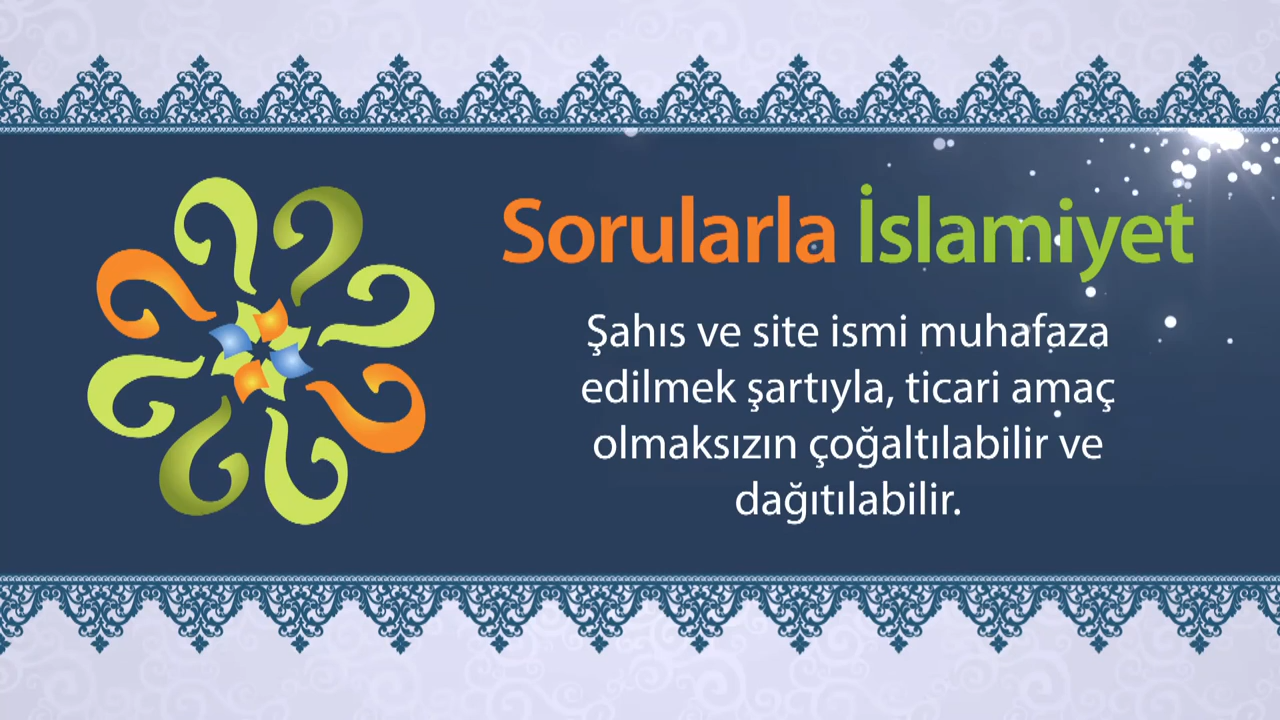 Sorularla İslamiyet
Şahıs ve site ismi muhafaza
edilmek şartıyla, ticari amaç
olmaksızın çoğaltılabilir ve
dağıtılabilir.